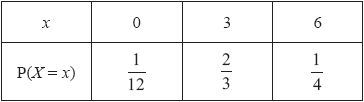 x 0 3 6
P(X = x) 1/12 2/3 1/4